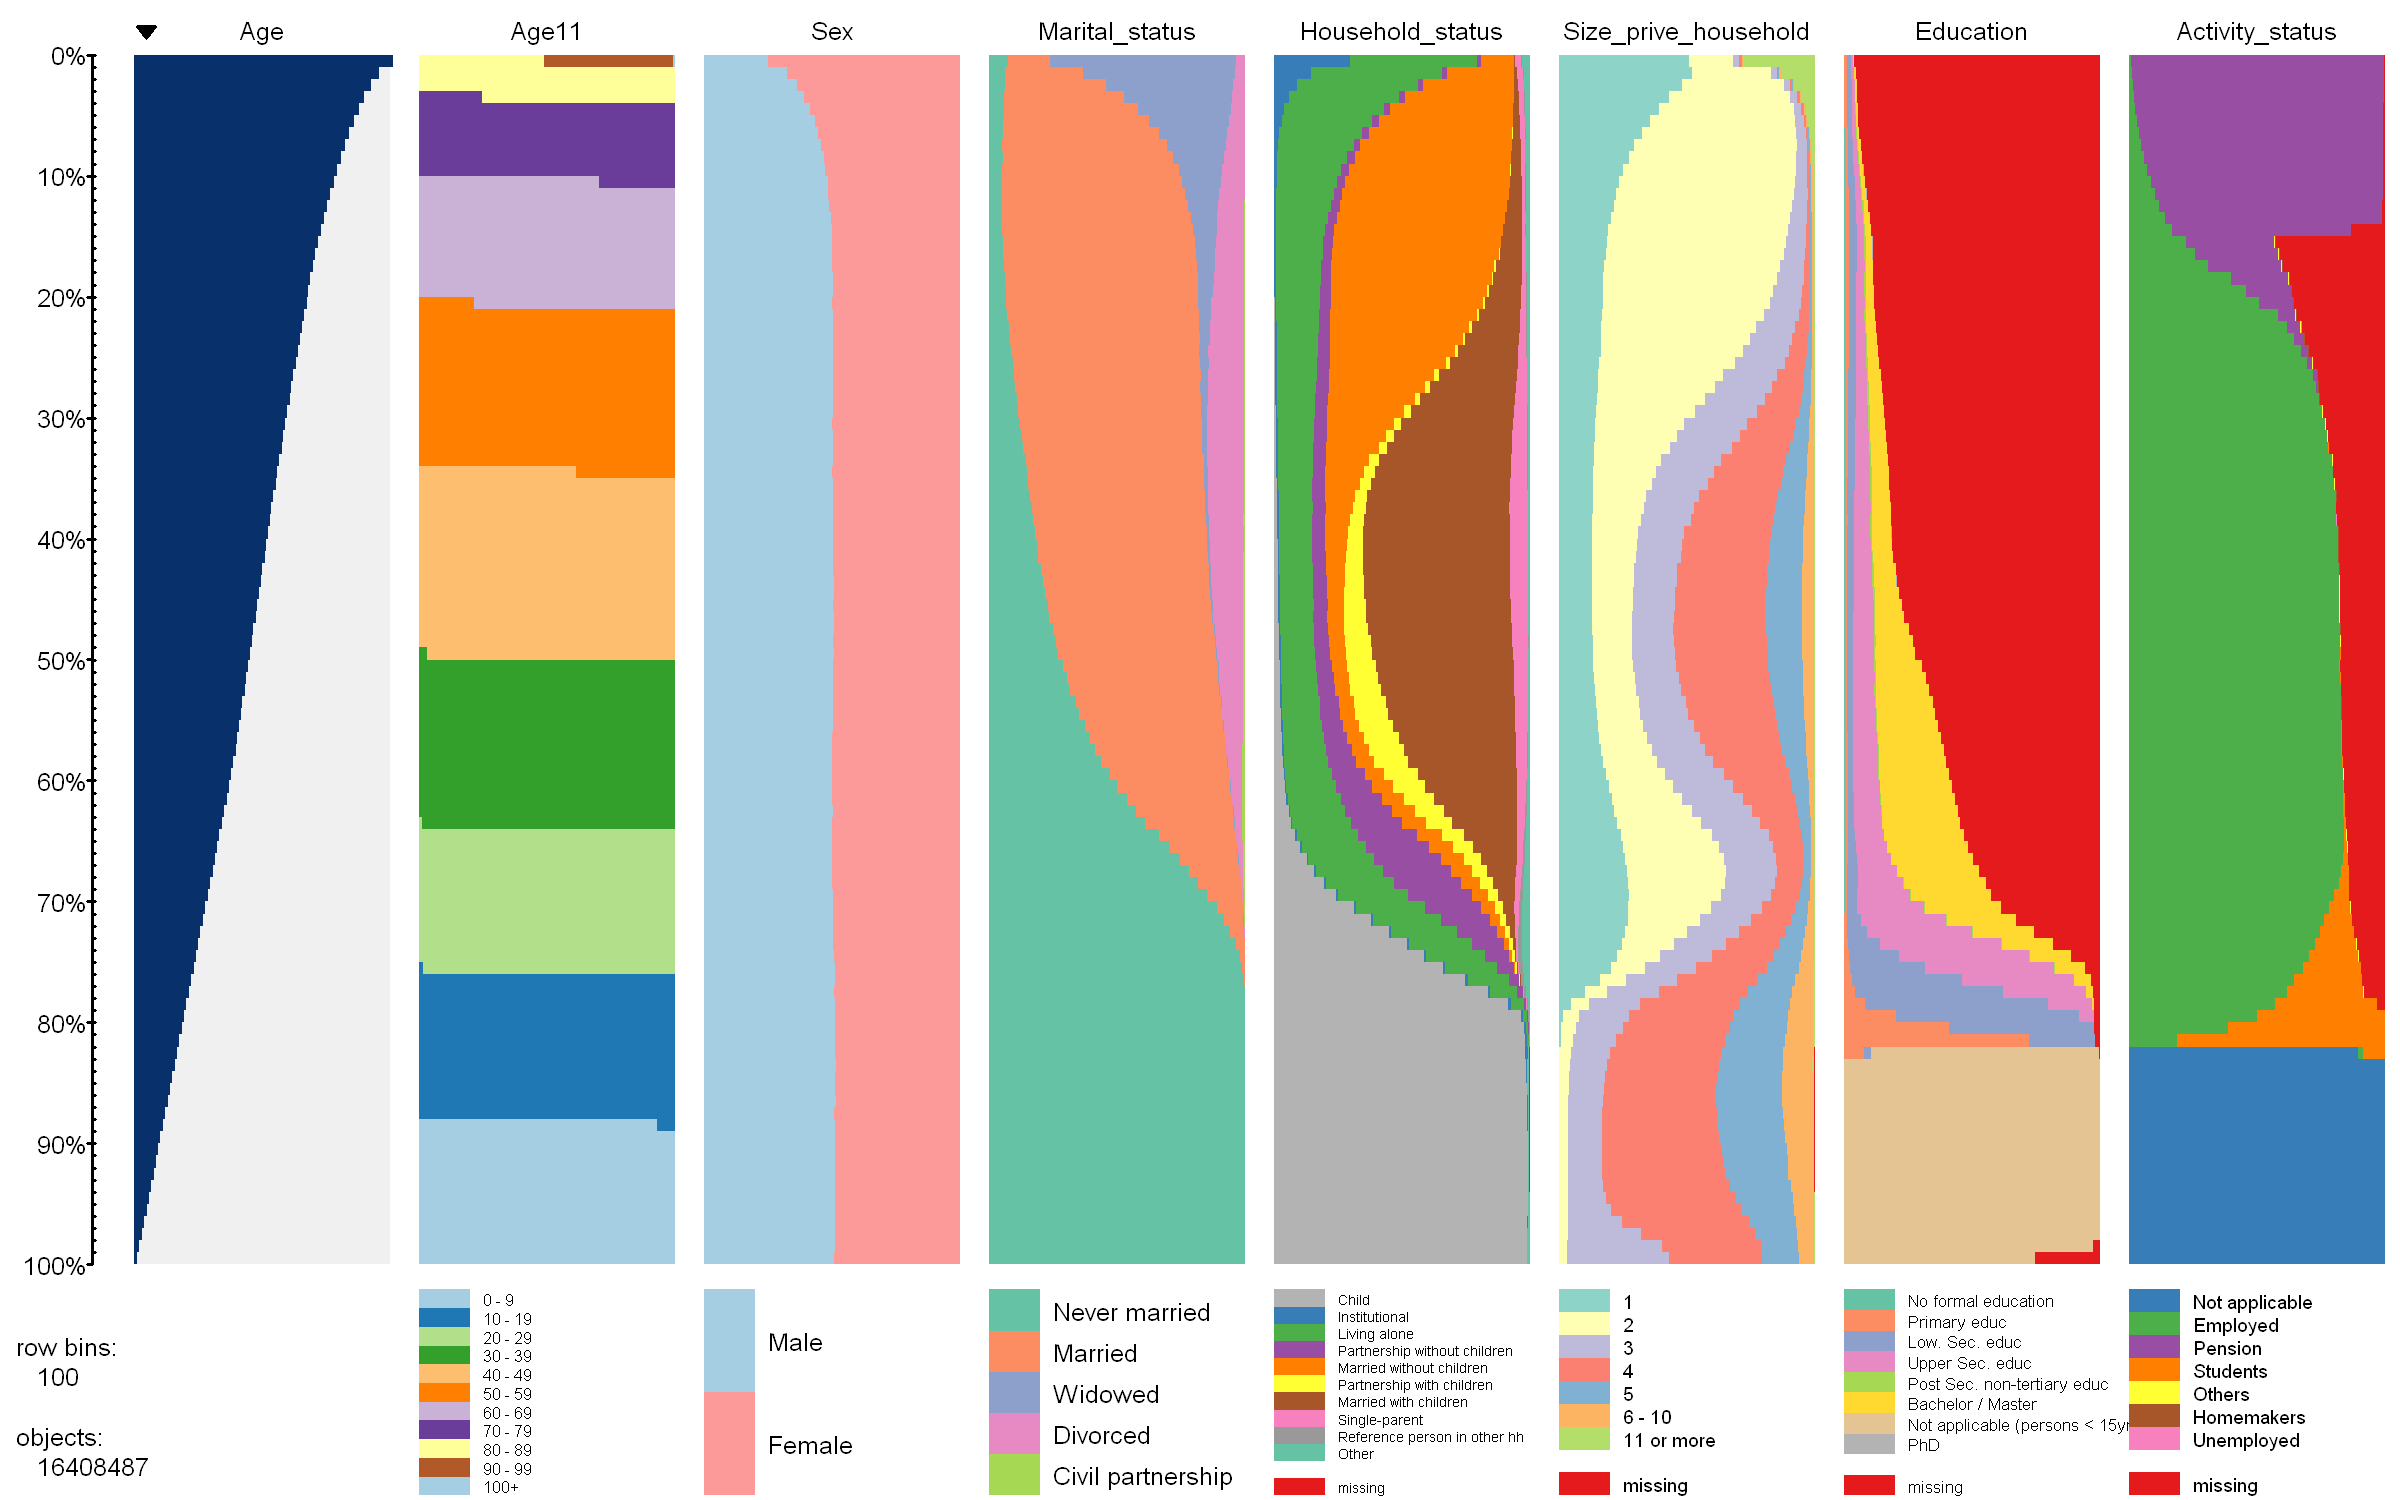 Age Age11 Sex Marital_status Household_status Size_prive_household Education Activity_status
0%
10%
20%
30%
40%
50%
60%
70%
80%
90%
100%
row bins:
100
objects:
16408487
0 - 9
10 - 19
20 - 29
30 - 39
40 - 49
50 - 59
60 - 69
70 - 79
80 - 89
90 - 99
100+
Male
Female
Never married
Married
Widowed
Divorced
Civil partnership
Child
Institutional
Living alone
Partnership without children
Married without children
Partnership with children
Married with children
Single-parent
Reference person in other hh
Other
missing
1
2
3
4
5
6 - 10
11 or more
missing
No formal education
Primary educ
Low. Sec. educ
Upper Sec. educ
Post Sec. non-tertiary educ
Bachelor / Master
Not applicable (persons < 15yr
PhD
missing
Not applicable
Employed
Pension
Students
Others
Homemakers
Unemployed
missing